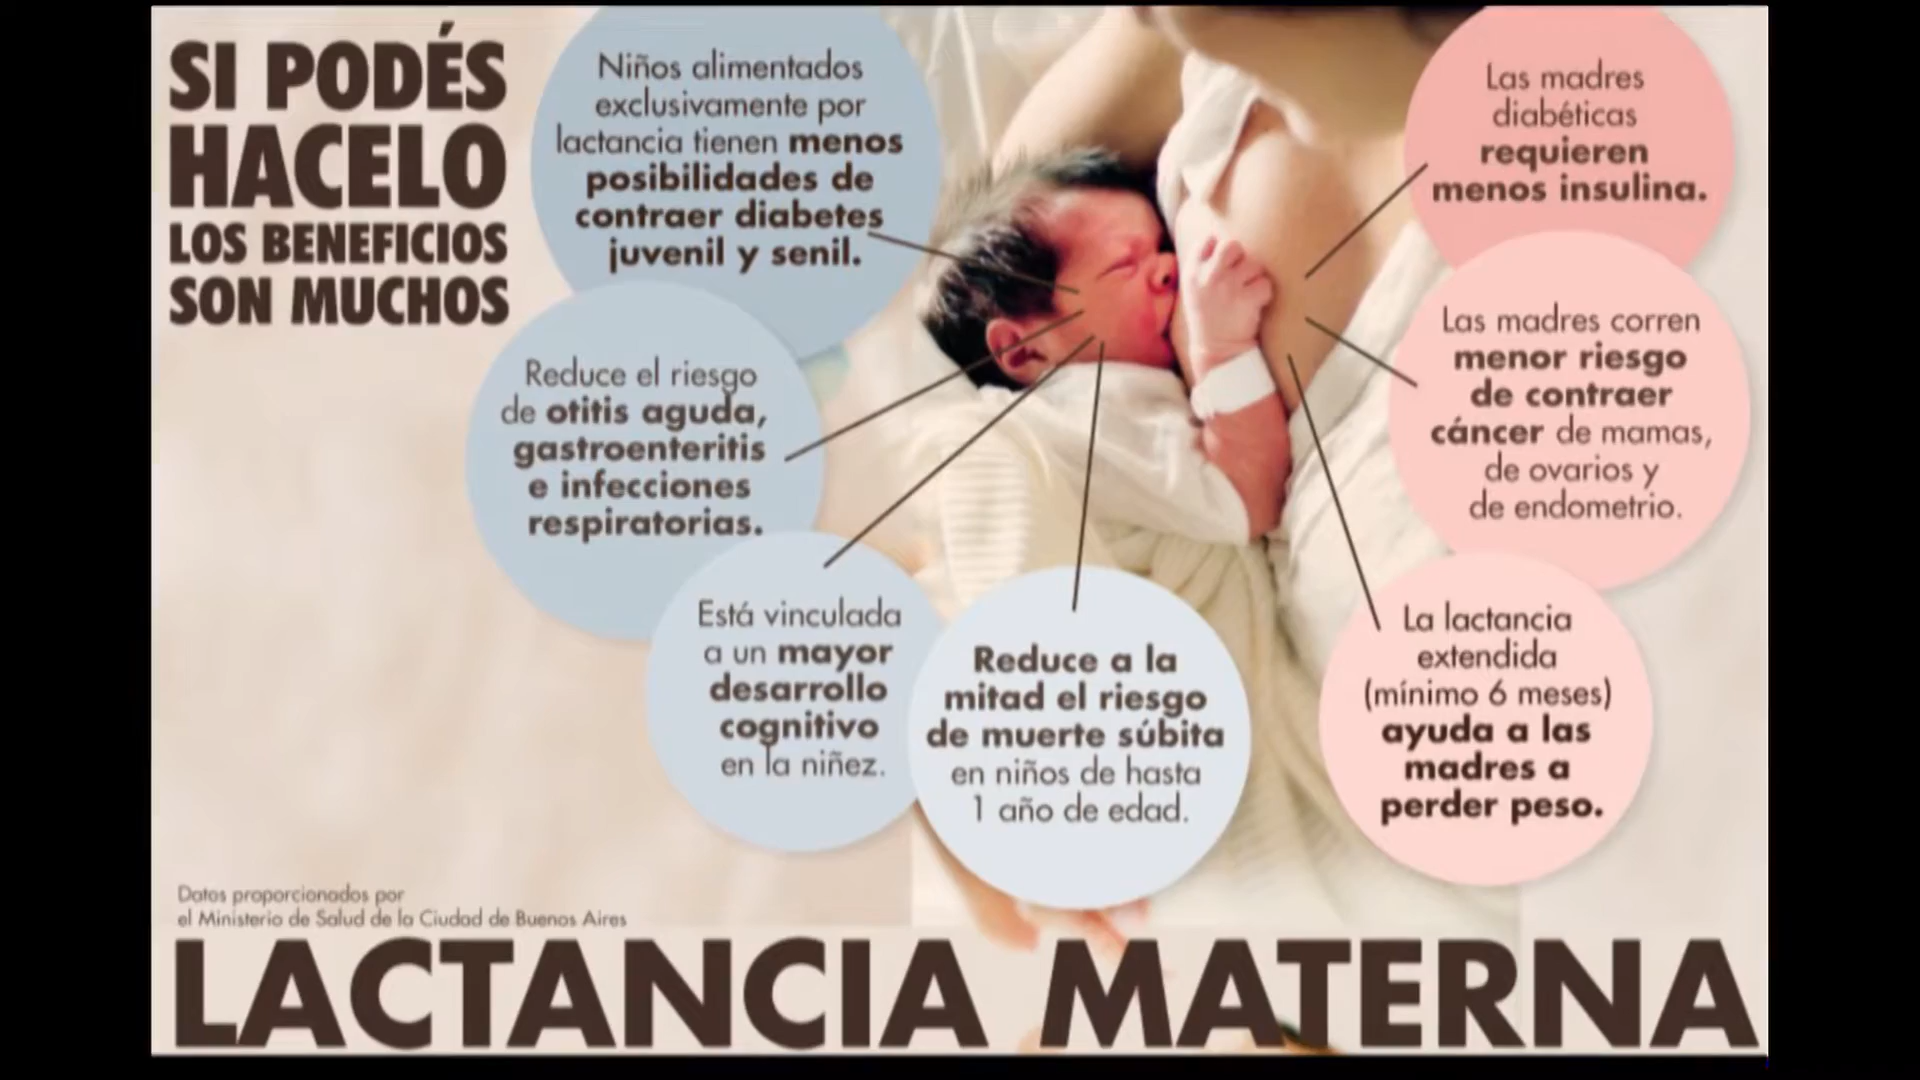 SI PODÉS
HACELO
LOS BENEFICIOS
SON MUCHOS
Niños alimentados
exclusivamente por
lactancia tienen menos
posibilidades de
contraer diabetes
juvenil y senil.
Reduce el riesgo
de otitis aguda,
gastroenteritis
e infecciones
respiratorias.
Está vinculada
a un mayor
desarrollo
cognitivo
en la niñez.
Reduce a la
mitad el riesgo
de muerte súbita
en niños de hasta
1 año de edad.
Las madres
diabéticas
requieren
menos insulina.
Las madres corren
menor riesgo
de contraer
cáncer de mamas,
de ovarios y
de endometrio.
La lactancia
extendida
(mínimo 6 meses)
ayuda a las
madres a
perder peso.
Datos proporcionados por
el Ministerio de Salud de la Ciudad de Buenos Aires
LACTANCIA MATERNA